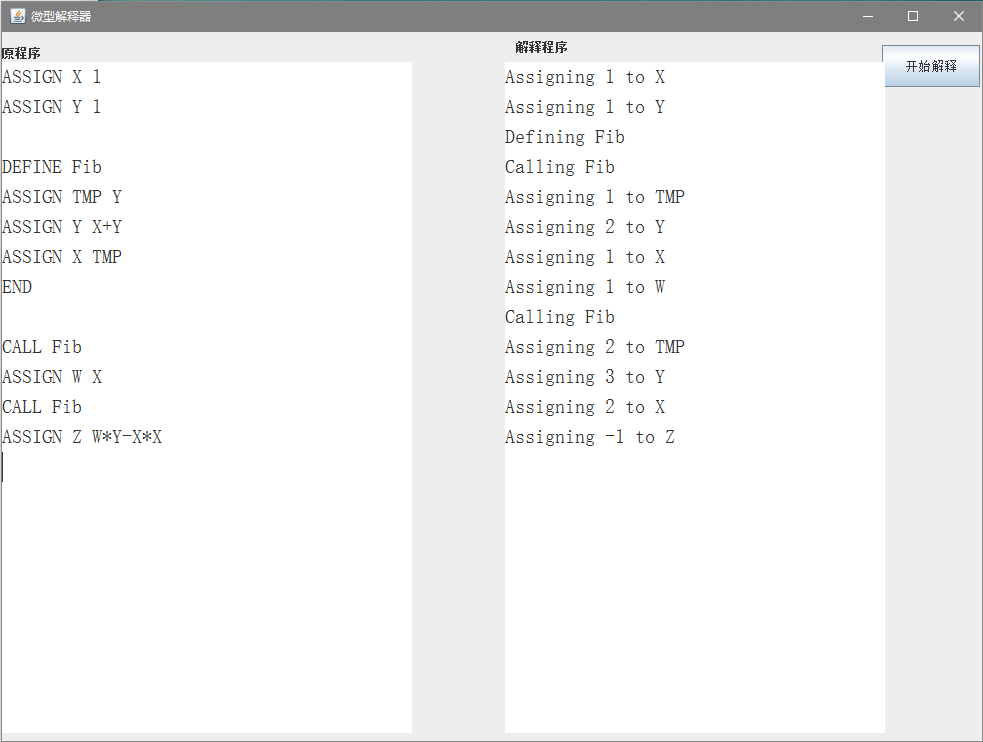 微型解释器
原程序
ASSIGN X 1
ASSIGN Y 1
DEFINE Fib
ASSIGN TMP Y
ASSIGN Y X+Y
ASSIGN X TMP
END
CALL Fib
ASSIGN W X
CALL Fib
ASSIGN Z W*Y-X*X
解释程序
Assigning 1 to X
Assigning 1 to Y
Defining Fib
Calling Fib
Assigning 1 to TMP
Assigning 2 to Y
Assigning 1 to X
Assigning 1 to W
Calling Fib
Assigning 2 to TMP
Assigning 3 to Y
Assigning 2 to X
Assigning -1 to Z
开始解释